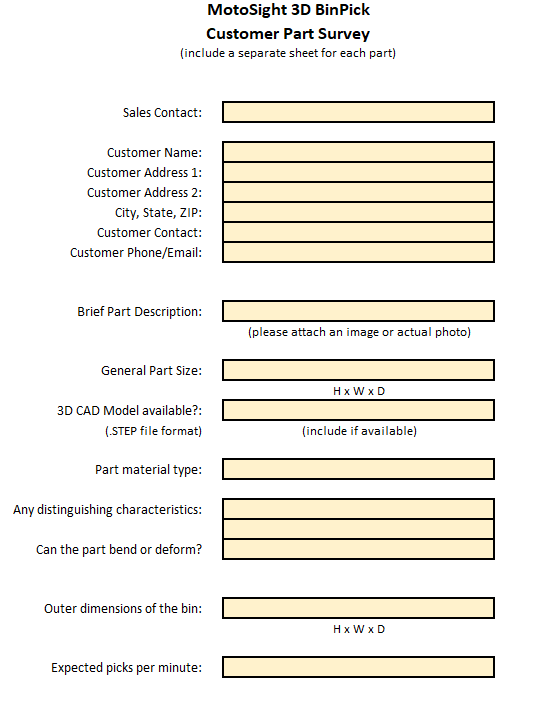 MotoSight 3D BinPick
Customer Part Survey
(include a separate sheet for each part)
Sales Contact:
Customer Name:
Customer Address 1:
Customer Address 2:
City, State, ZIP:
Customer Contact:
Customer Phone/Email:
Brief Part Description:
(please attach an image or actual photo)
General Part Size:
H x W x D
3D CAD Model available?:
(.STEP file format) (include if available)
Part material type:
Any distinguishing characteristics:
Can the part bend or deform?
Outer dimensions of the bin:
H x W x D
Expected picks per minute: